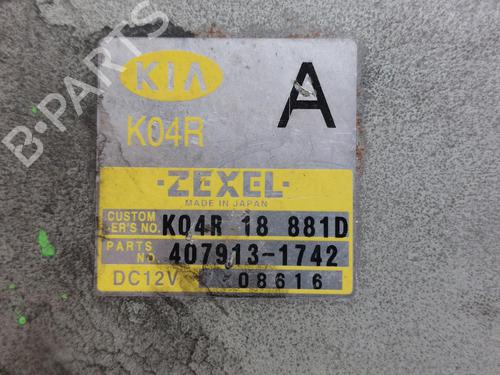 B-PARTS
KIA
A
K04R
·ZEXEL·
MADE IN JAPAN
CUSTOM -ER'S NO. K04R 18 881D
PARTS NO. 407913-1742
DC12V 08616